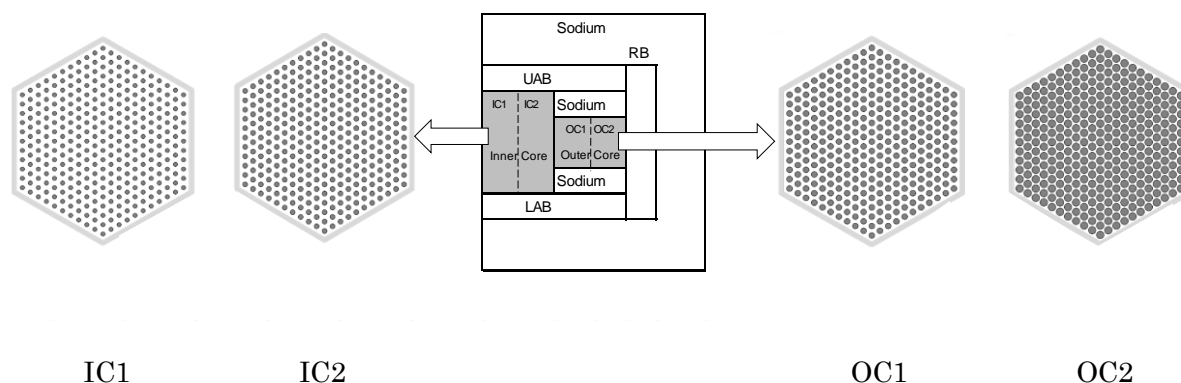 Sodium
RB
UAB
IC1 IC2 Sodium
OC1 OC2
Inner Core Outer Core
Sodium
LAB
IC1 IC2 OC1 OC2